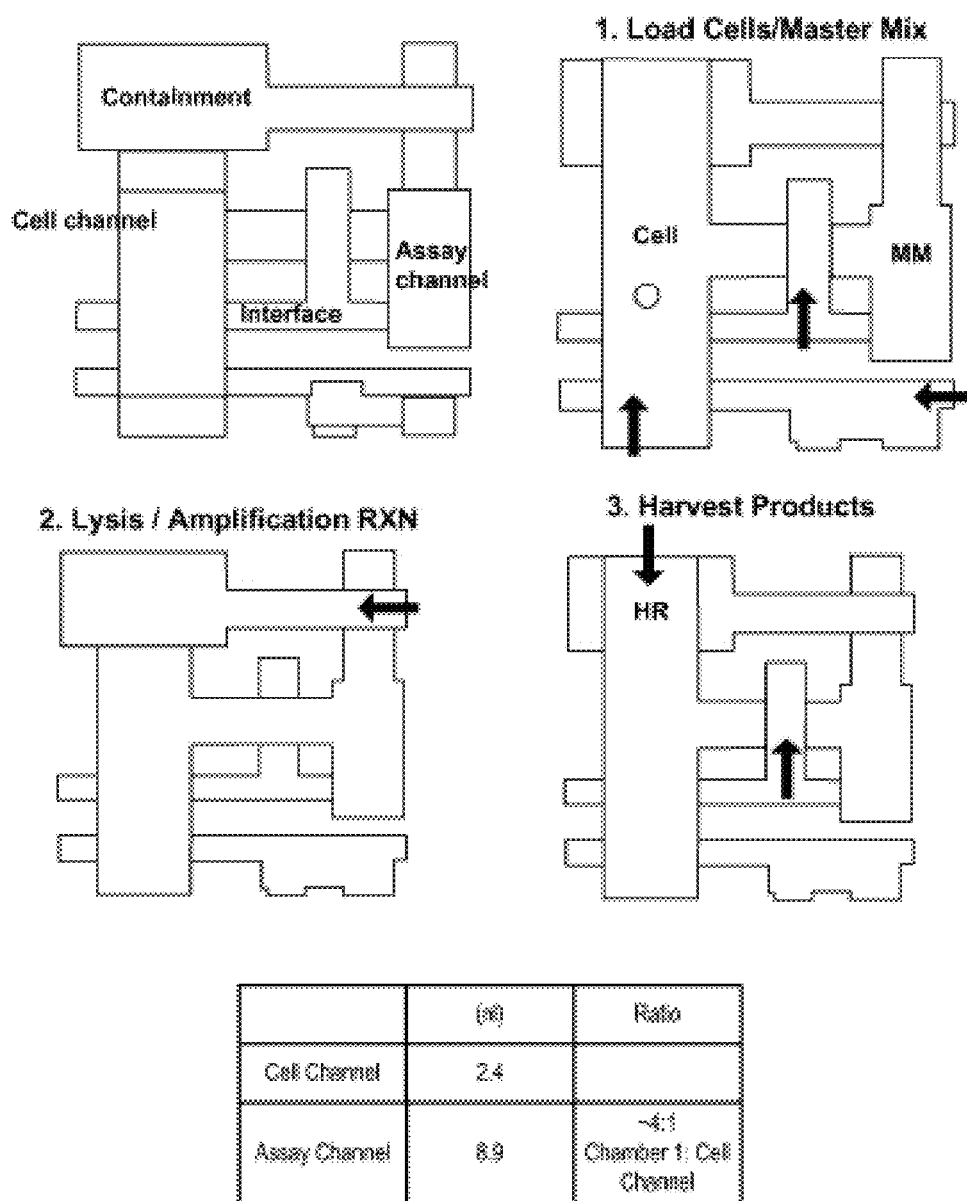 1. Load Cells/Master Mix
Containment
Cell channel
Assay
channel
Interface
Cell
MM
2. Lysis / Amplification RXN
3. Harvest Products
HR
Ratio
Cell Channel 2.4
~4:1
Assay Channel 8.9 Chamber 1: Cell
Channel